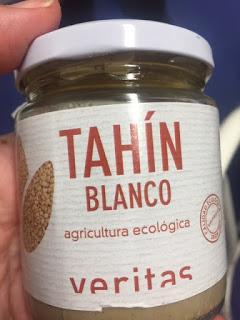 TAHÍN
BLANCO
agricultura ecológica
veritas